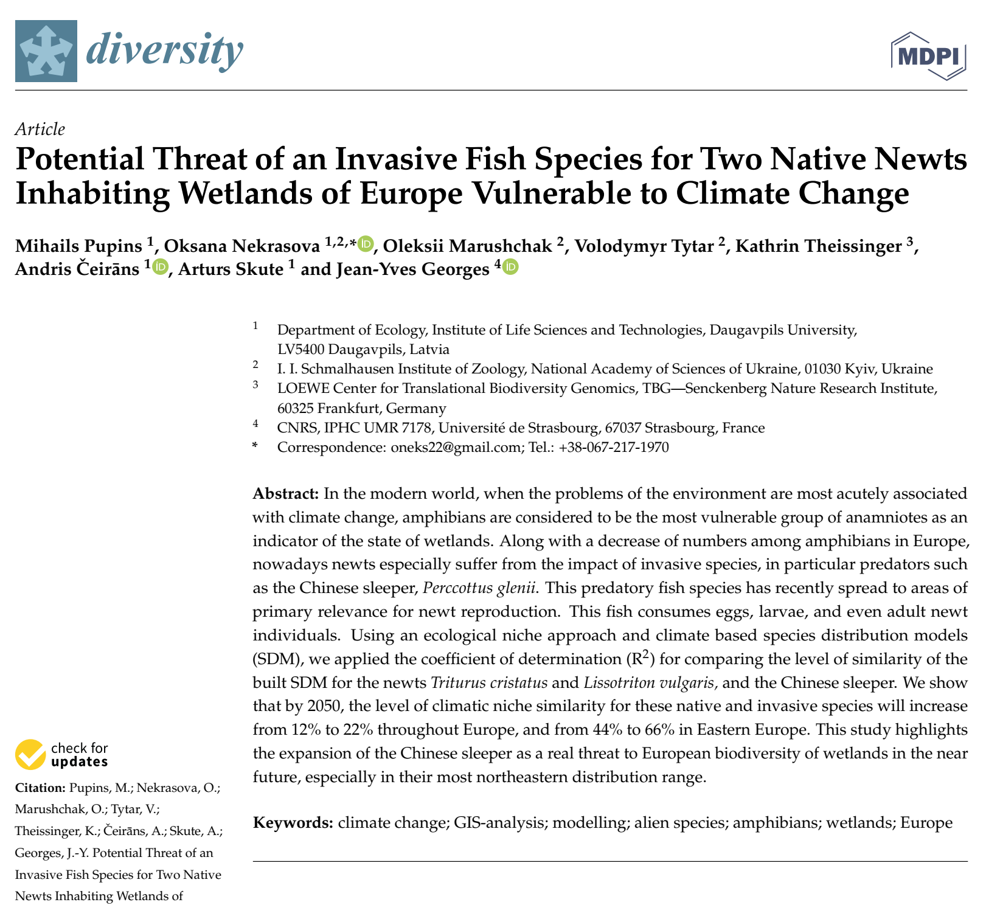 diversity
MDPI
Article
Potential Threat of an Invasive Fish Species for Two Native Newts
Inhabiting Wetlands of Europe Vulnerable to Climate Change
Mihails Pupins 1, Oksana Nekrasova 1,2,* iD, Oleksii Marushchak 2, Volodymyr Tytar 2, Kathrin Theissinger 3,
Andris Čeirāns 1 iD, Arturs Skute 1 and Jean-Yves Georges 4 iD
1 Department of Ecology, Institute of Life Sciences and Technologies, Daugavpils University,
LV5400 Daugavpils, Latvia
2 I. I. Schmalhausen Institute of Zoology, National Academy of Sciences of Ukraine, 01030 Kyiv, Ukraine
3 LOEWE Center for Translational Biodiversity Genomics, TBG—Senckenberg Nature Research Institute,
60325 Frankfurt, Germany
4 CNRS, IPHC UMR 7178, Université de Strasbourg, 67037 Strasbourg, France
* Correspondence: oneks22@gmail.com; Tel.: +38-067-217-1970
Abstract: In the modern world, when the problems of the environment are most acutely associated
with climate change, amphibians are considered to be the most vulnerable group of anamniotes as an
indicator of the state of wetlands. Along with a decrease of numbers among amphibians in Europe,
nowadays newts especially suffer from the impact of invasive species, in particular predators such
as the Chinese sleeper, Perccottus glenii. This predatory fish species has recently spread to areas of
primary relevance for newt reproduction. This fish consumes eggs, larvae, and even adult newt
individuals. Using an ecological niche approach and climate based species distribution models
(SDM), we applied the coefficient of determination (R2) for comparing the level of similarity of the
built SDM for the newts Triturus cristatus and Lissotriton vulgaris, and the Chinese sleeper. We show
that by 2050, the level of climatic niche similarity for these native and invasive species will increase
from 12% to 22% throughout Europe, and from 44% to 66% in Eastern Europe. This study highlights
the expansion of the Chinese sleeper as a real threat to European biodiversity of wetlands in the near
future, especially in their most northeastern distribution range.
Keywords: climate change; GIS-analysis; modelling; alien species; amphibians; wetlands; Europe
check for
updates
Citation: Pupins, M.; Nekrasova, O.;
Marushchak, O.; Tytar, V.;
Theissinger, K.; Čeirāns, A.; Skute, A.;
Georges, J.-Y. Potential Threat of an
Invasive Fish Species for Two Native
Newts Inhabiting Wetlands of